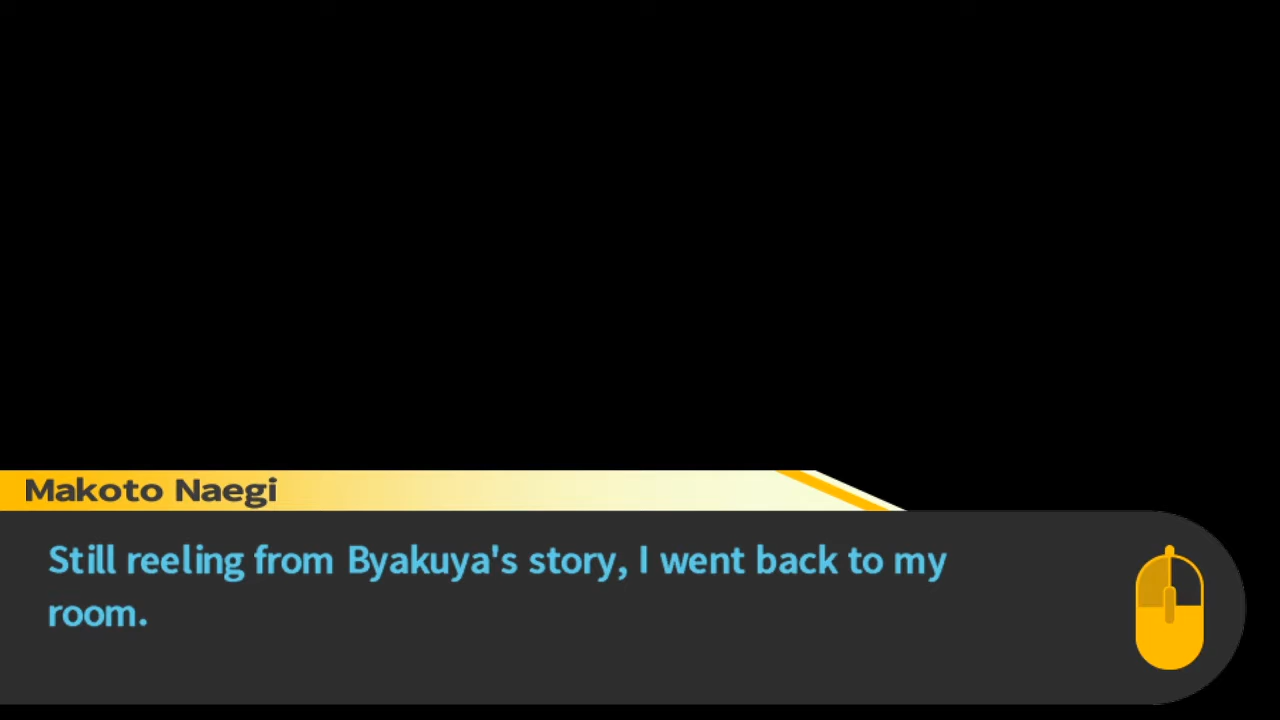 Makoto Naegi
Still reeling from Byakuya's story, I went back to my
room.